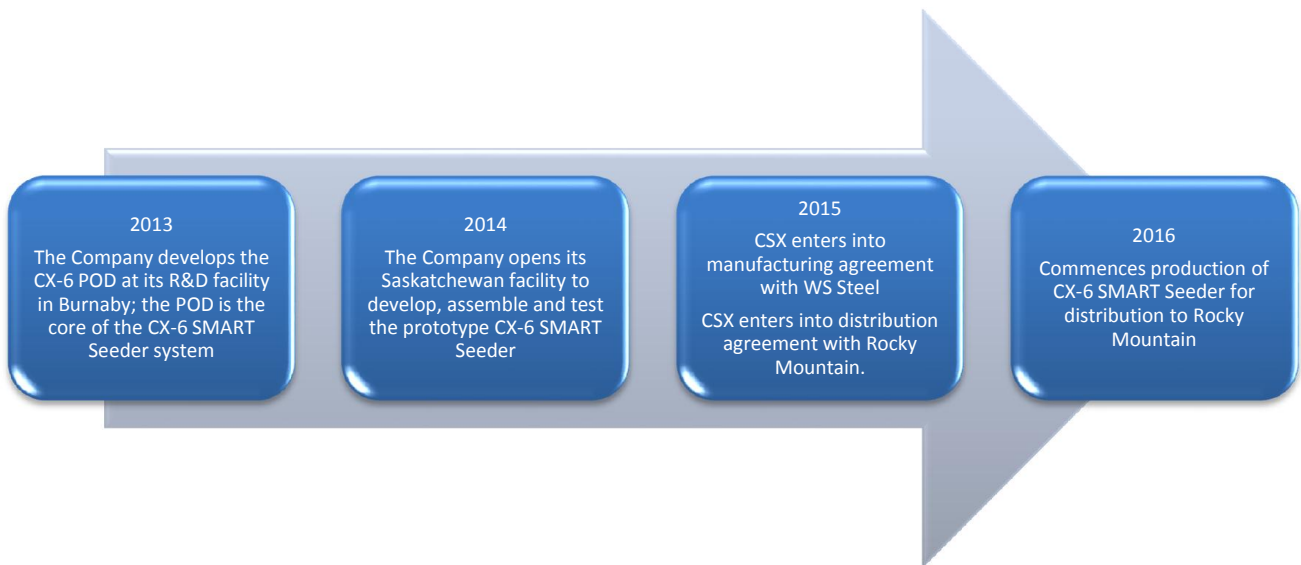 2013
The Company develops the
CX-6 POD at its R&D facility
in Burnaby; the POD is the
core of the CX-6 SMART
Seeder system
2014
The Company opens its
Saskatchewan facility to
develop, assemble and test
the prototype CX-6 SMART
Seeder
2015
CSX enters into
manufacturing agreement
with WS Steel
CSX enters into distribution
agreement with Rocky
Mountain.
2016
Commences production of
CX-6 SMART Seeder for
distribution to Rocky
Mountain